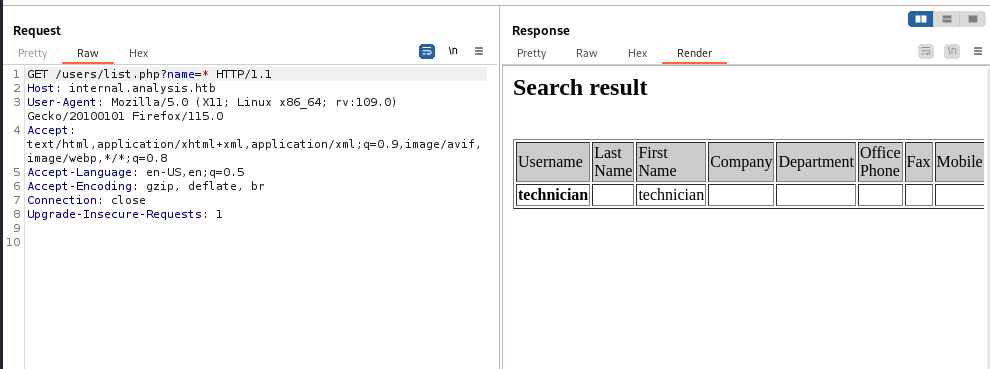 Request
Pretty Raw Hex
\n
1 GET /users/list.php?name=* HTTP/1.1
2 Host: internal.analysis.htb
3 User-Agent: Mozilla/5.0 (X11; Linux x86_64; rv:109.0)
Gecko/20100101 Firefox/115.0
4 Accept:
text/html,application/xhtml+xml,application/xml;q=0.9,image/avif,
image/webp,*/*;q=0.8
5 Accept-Language: en-US,en;q=0.5
6 Accept-Encoding: gzip, deflate, br
7 Connection: close
8 Upgrade-Insecure-Requests: 1
9
10
Response
Pretty Raw Hex Render
\n
Search result
Username Last Name First Name Company Department Office Phone Fax Mobile
technician technician